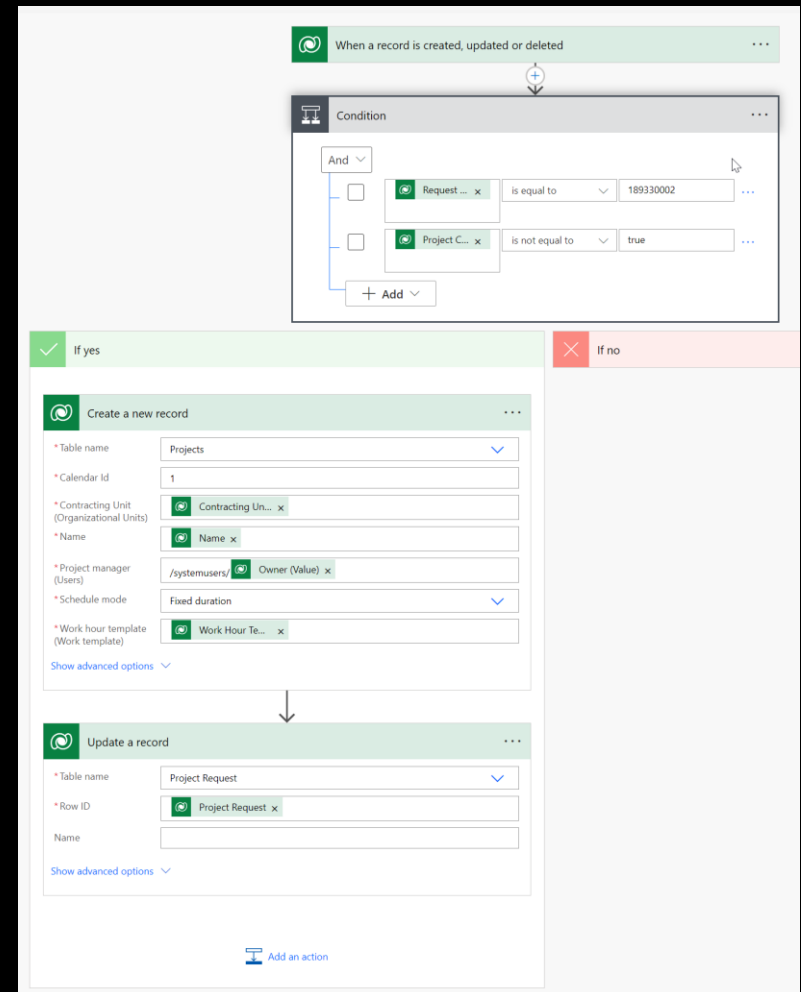 When a record is created, updated or deleted
Condition
And
Request ... x is equal to 189330002
Project C... x is not equal to true
Add
If yes
If no
Create a new record
* Table name Projects
* Calendar Id 1
* Contracting Unit (Organizational Units) Contracting Un... x
* Name Name x
* Project manager (Users) /systemusers/ Owner (Value) x
* Schedule mode Fixed duration
* Work hour template (Work template) Work Hour Te... x
Show advanced options
Update a record
* Table name Project Request
* Row ID Project Request x
Name
Show advanced options
Add an action